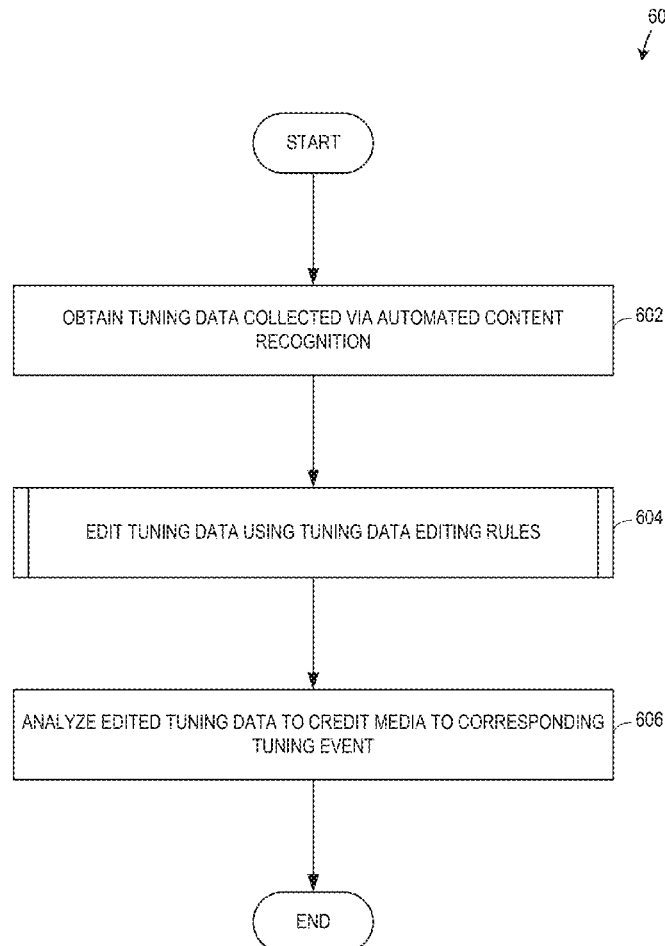 60
START
OBTAIN TUNING DATA COLLECTED VIA AUTOMATED CONTENT
RECOGNITION
602
EDIT TUNING DATA USING TUNING DATA EDITING RULES
604
ANALYZE EDITED TUNING DATA TO CREDIT MEDIA TO CORRESPONDING
TUNING EVENT
606
END